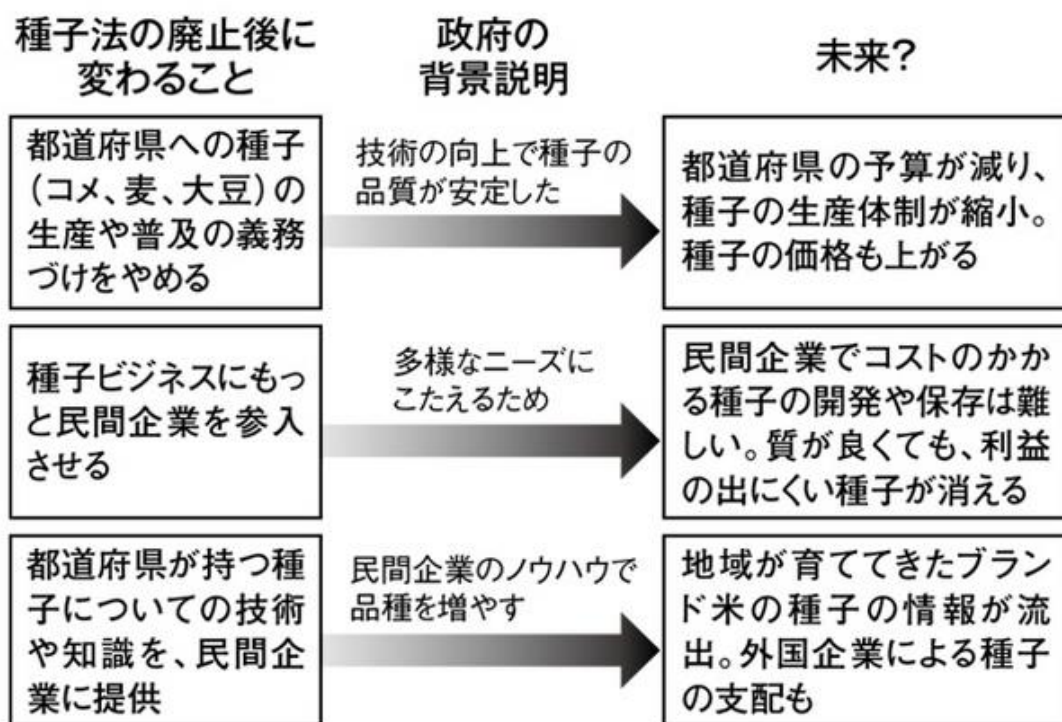 種子法の廃止後に
変わること
政府の
背景説明
未来?
都道府県への種子
(コメ、麦、大豆)の
生産や普及の義務
づけをやめる
技術の向上で種子の
品質が安定した
都道府県の予算が減り、
種子の生産体制が縮小。
種子の価格も上がる
種子ビジネスにもっ
と民間企業を参入
させる
多様なニーズに
こたえるため
民間企業でコストのかか
る種子の開発や保存は難
しい。質が良くても、利益
の出にくい種子が消える
都道府県が持つ種
子についての技術
や知識を、民間企
業に提供
民間企業のノウハウで
品種を増やす
地域が育ててきたブラン
ド米の種子の情報が流
出。外国企業による種子
の支配も